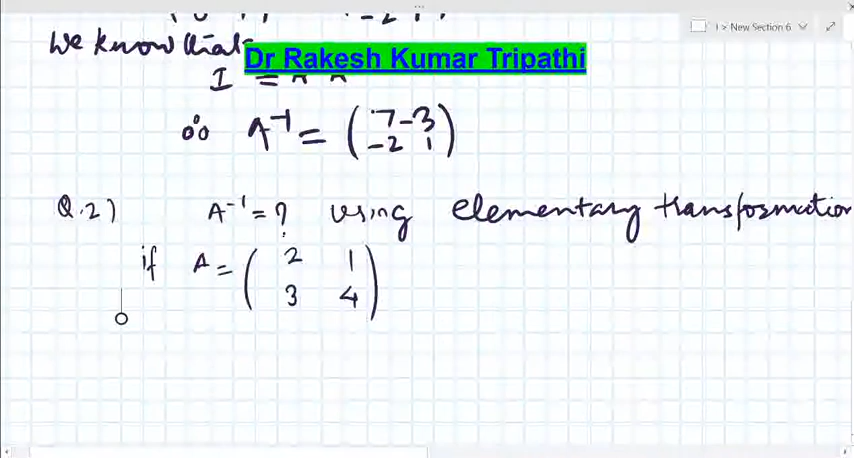 I > New Section 6
We know that
Dr Rakesh Kumar Tripathi
I =
∴ A⁻¹ = ( 7 -3
-2 1 )
Q.2) A⁻¹ = ? using elementary transformation
if A = ( 2 1
3 4 )